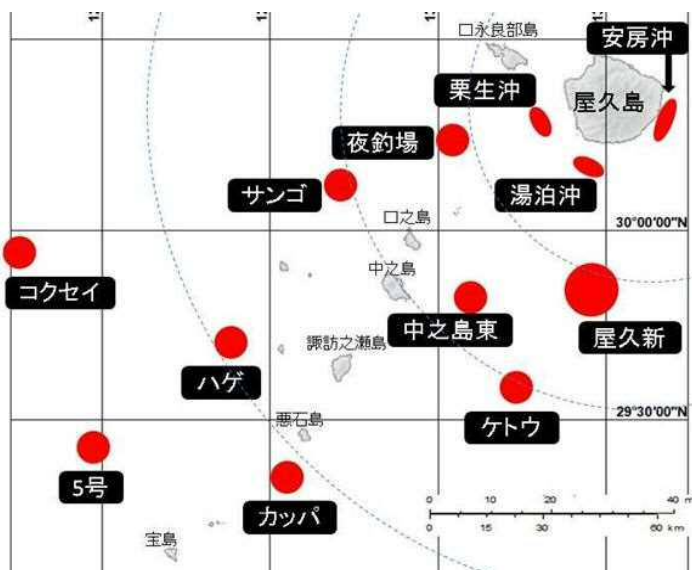 口永良部島
安房沖
栗生沖
屋久島
夜釣場
サンゴ
湯泊沖
口之島
30°00'00"N
コクセイ
中之島
中之島東
屋久新
諏訪之瀬島
ハゲ
ケトウ
29°30'00"N
悪石島
5号
カッパ
宝島
0 10 20 40 m
0 15 30 60 km